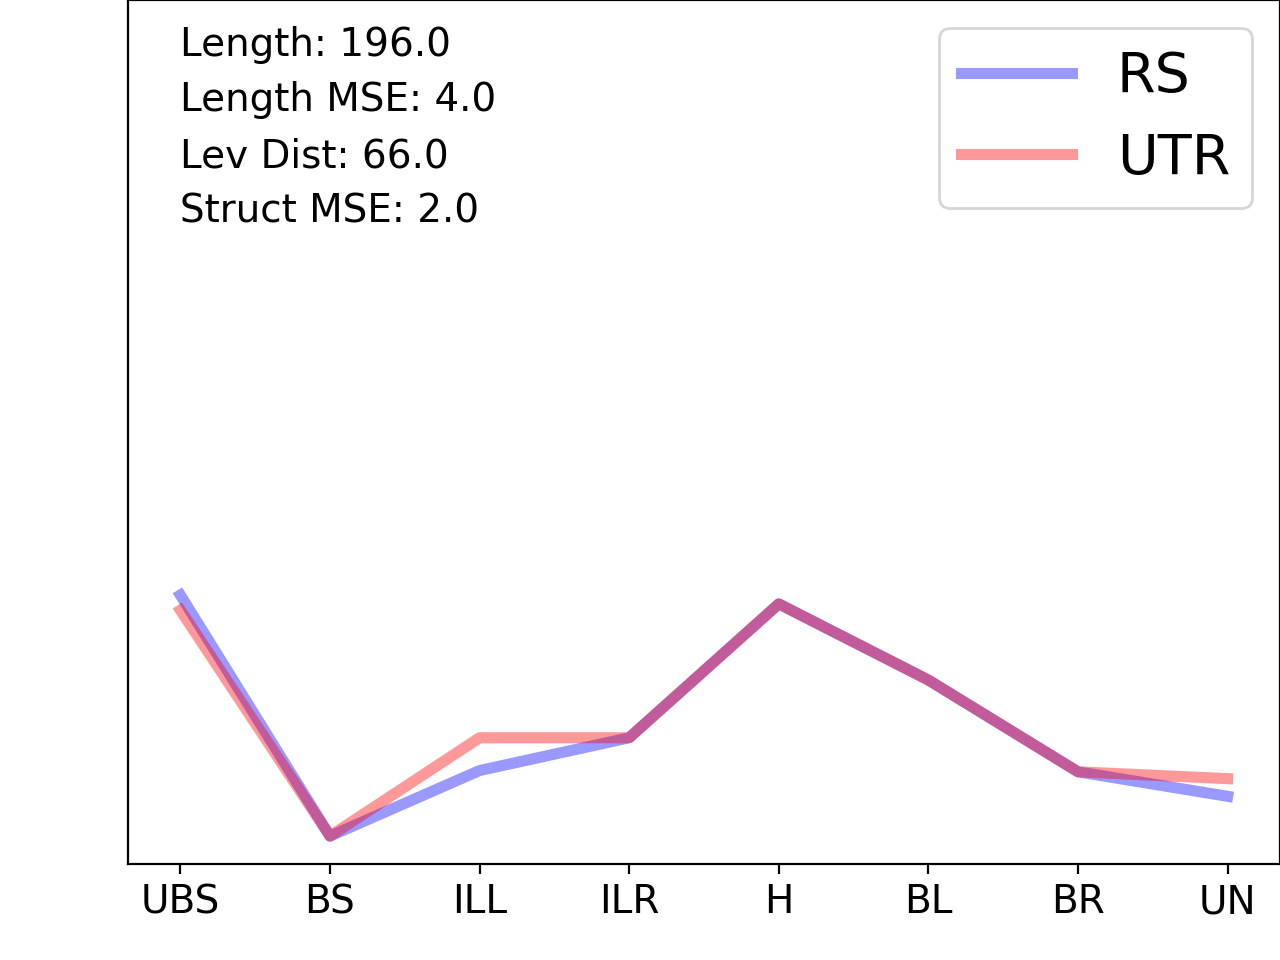 Length: 196.0
Length MSE: 4.0
Lev Dist: 66.0
Struct MSE: 2.0
RS
UTR
UBS BS ILL ILR H BL BR UN